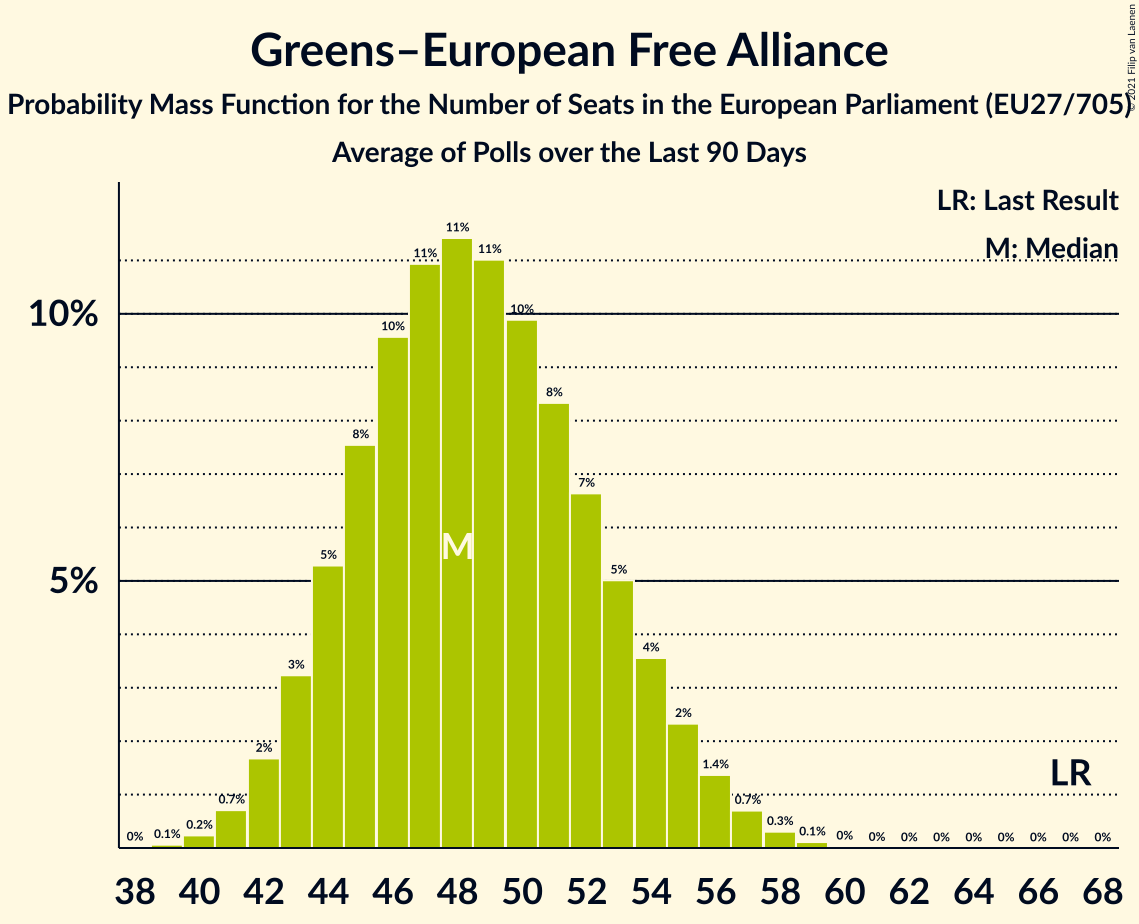 Greens–European Free Alliance
Probability Mass Function for the Number of Seats in the European Parliament (EU27/705)
Average of Polls over the Last 90 Days
© 2021 Filip van Laenen
LR: Last Result
M: Median
10%
5%
0% 0.1% 0.2% 0.7% 2% 3% 5% 8% 10% 11% 11% 11% 10% 8% 7% 5% 4% 2% 1.4% 0.7% 0.3% 0.1% 0% 0% 0% 0% 0% 0% 0% 0% 0%
M
LR
38 40 42 44 46 48 50 52 54 56 58 60 62 64 66 68